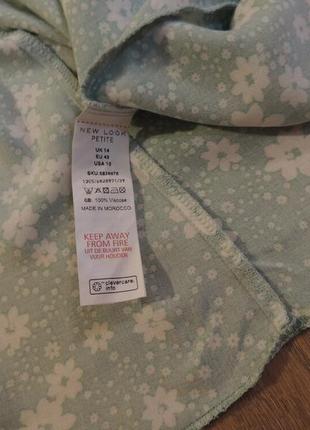 NEW LOOK
PETITE
UK 14
EU 42
USA 10
GB: 100% Viscose
MADE IN MOROCCO
KEEP AWAY
FROM FIRE
UIT DE BUURT VAN
VUUR HOUDEN
clevercare.
info